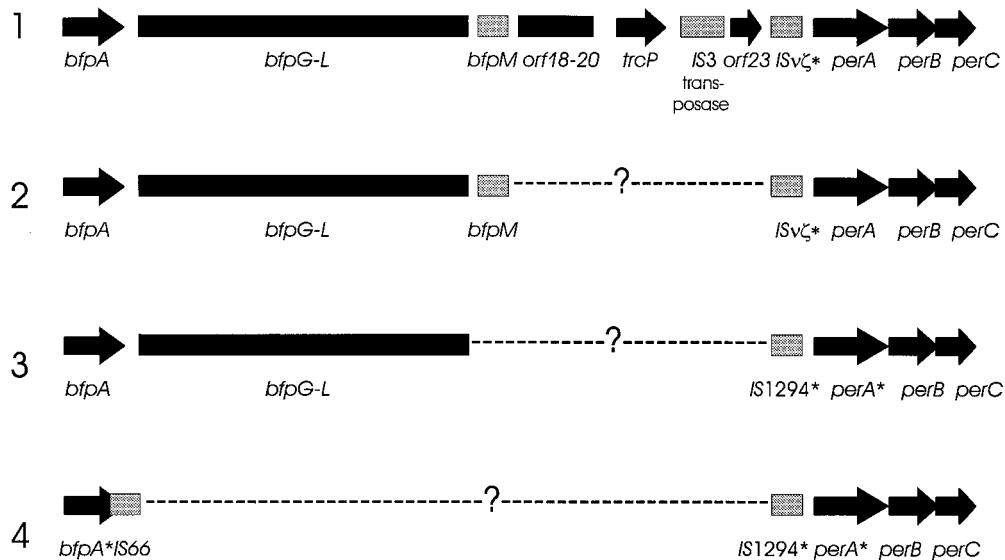 1
bfpA bfpG-L bfpM orf18-20 trcP IS3 orf23 ISνζ* perA perB perC
trans-
posase
2
?
bfpA bfpG-L bfpM ISνζ* perA perB perC
3
?
bfpA bfpG-L IS1294* perA* perB perC
4
?
bfpA*IS66 IS1294* perA* perB perC